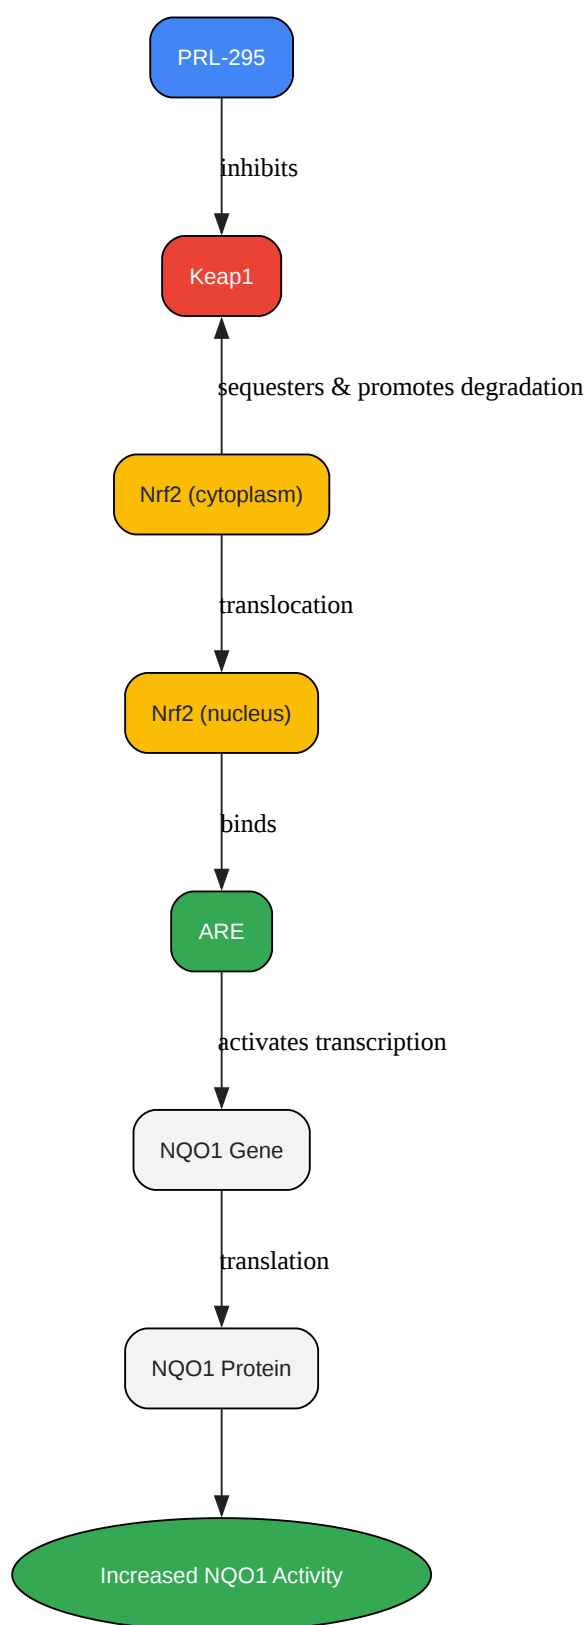 PRL-295
inhibits
Keap1
sequesters & promotes degradation
Nrf2 (cytoplasm)
translocation
Nrf2 (nucleus)
binds
ARE
activates transcription
NQO1 Gene
translation
NQO1 Protein
Increased NQO1 Activity